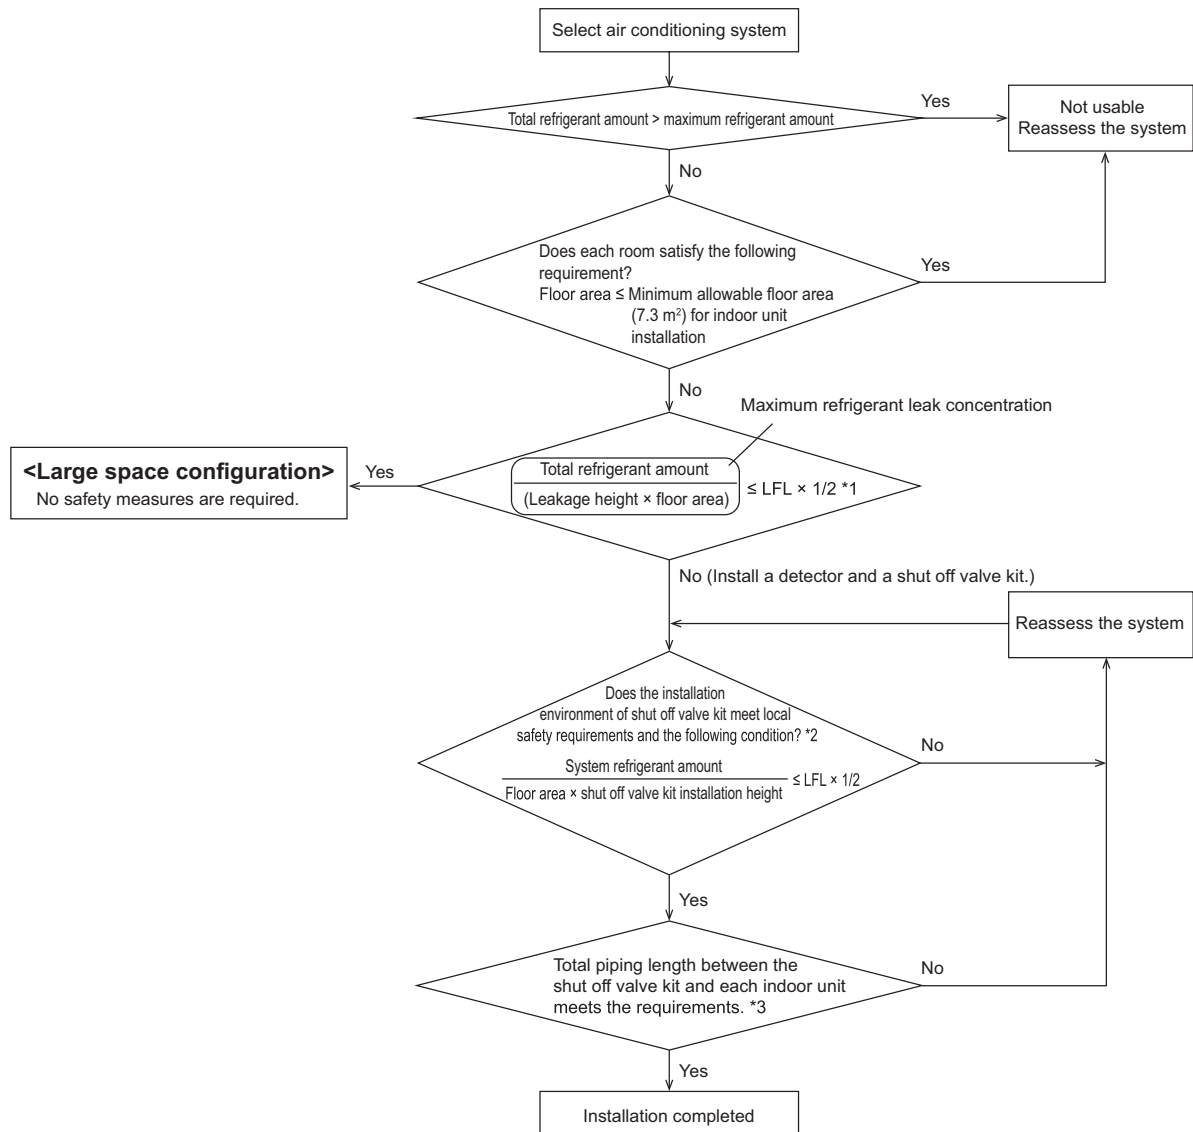 Select air conditioning system
Total refrigerant amount > maximum refrigerant amount
Yes
Not usable
Reassess the system
No
Does each room satisfy the following
requirement?
Floor area ≤ Minimum allowable floor area
(7.3 m²) for indoor unit
installation
Yes
No
Maximum refrigerant leak concentration
<Large space configuration>
No safety measures are required.
Yes
Total refrigerant amount
(Leakage height × floor area)
≤ LFL × 1/2 *1
No (Install a detector and a shut off valve kit.)
Reassess the system
Does the installation
environment of shut off valve kit meet local
safety requirements and the following condition? *2
System refrigerant amount
Floor area × shut off valve kit installation height
≤ LFL × 1/2
No
Yes
Total piping length between the
shut off valve kit and each indoor unit
meets the requirements. *3
No
Yes
Installation completed